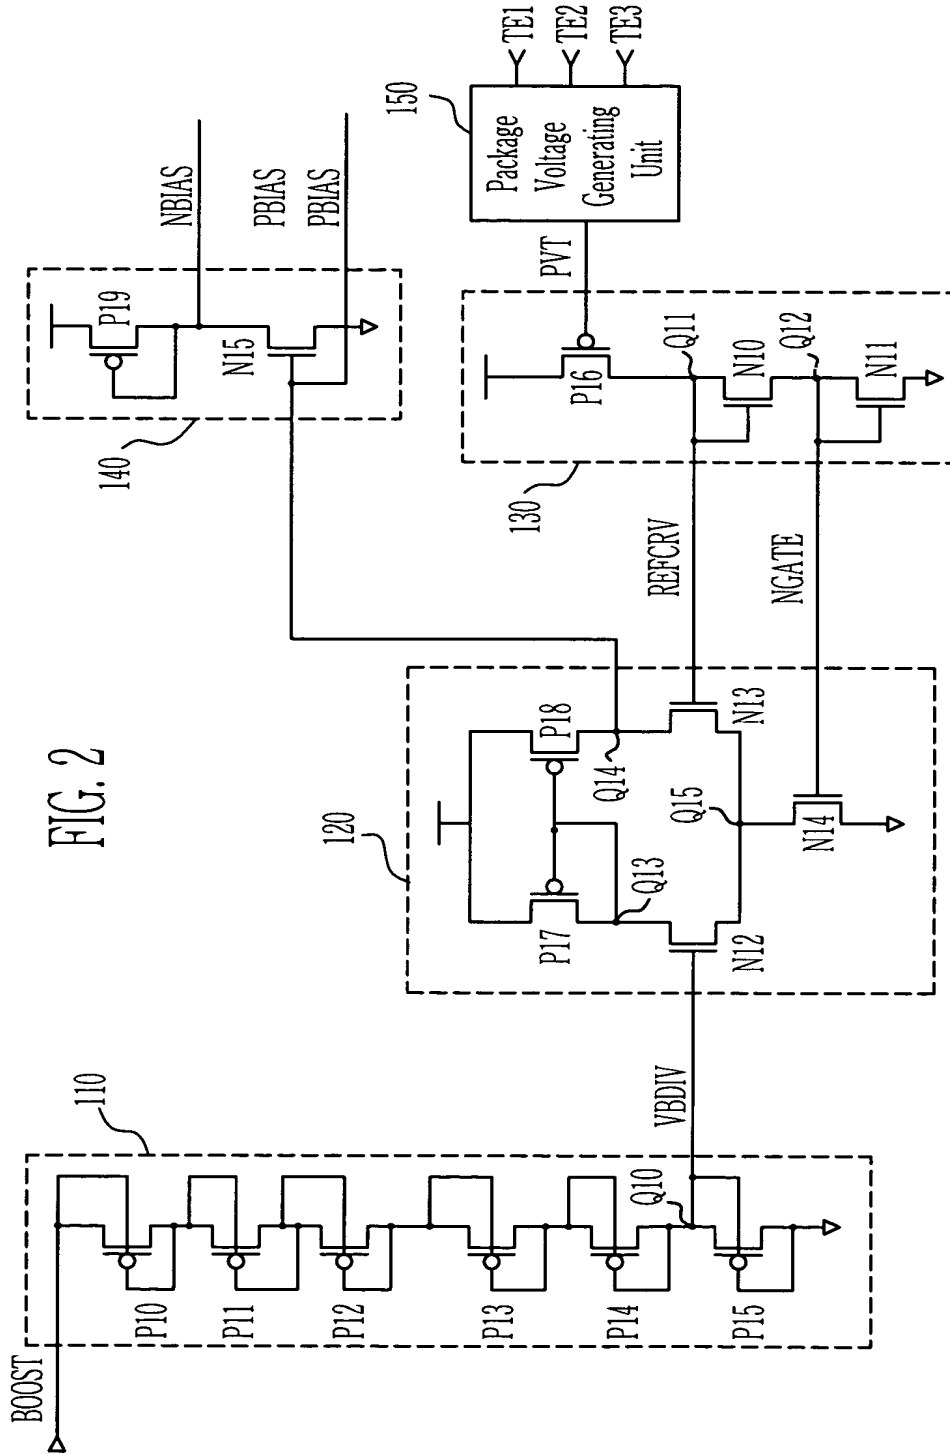 FIG. 2
BOOST
110
P10
P11
P12
P13
P14
P15
Q10
VBDIV
120
P17
P18
Q13
Q14
Q15
N12
N13
N14
REFCRV
NGATE
130
P16
Q11
N10
Q12
N11
140
P19
N15
NBIAS
PBIAS
PBIAS
PVT
150
Package
Voltage
Generating
Unit
TE1
TE2
TE3